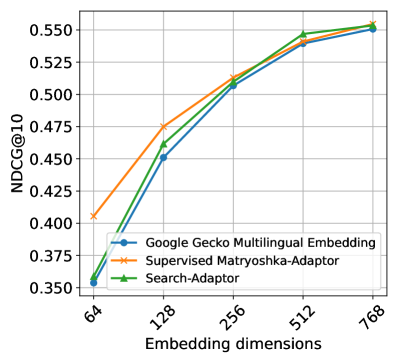 NDCG@10
0.550
0.525
0.500
0.475
0.450
0.425
0.400
0.375
0.350
Google Gecko Multilingual Embedding
Supervised Matryoshka-Adaptor
Search-Adaptor
64
128
256
512
768
Embedding dimensions